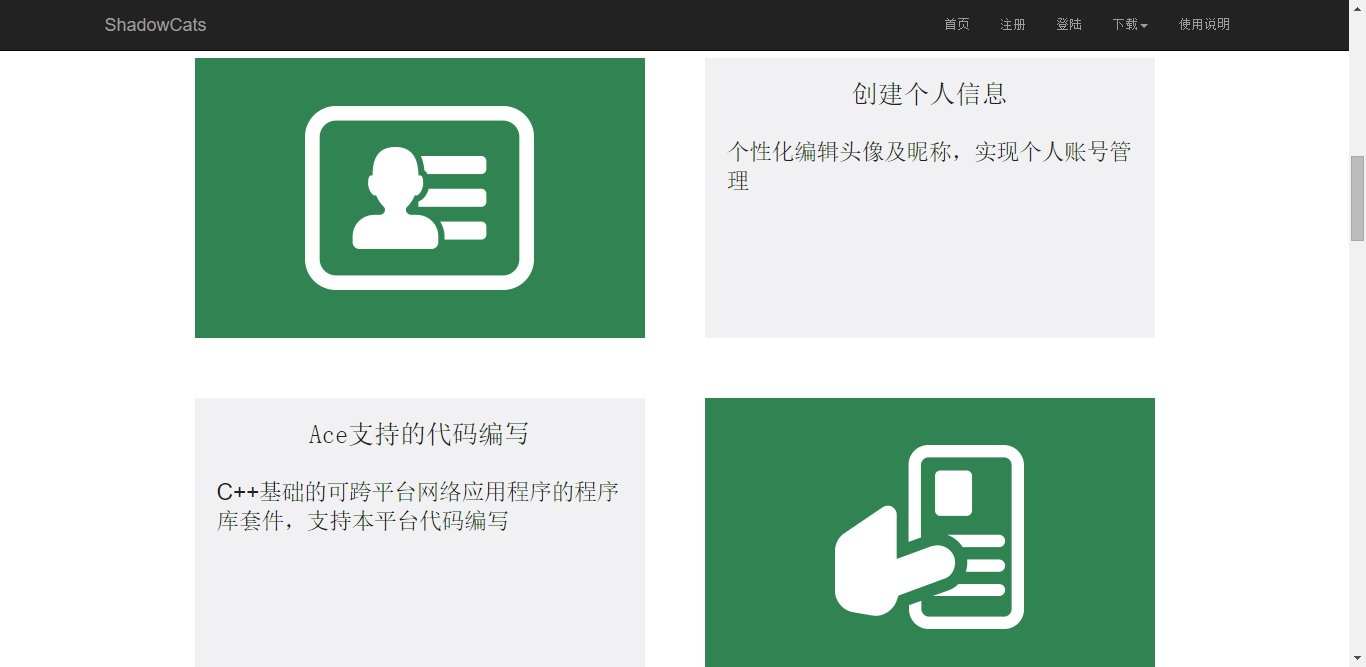 ShadowCats
首页 注册 登陆 下载 使用说明
创建个人信息
个性化编辑头像及昵称，实现个人账号管
理
Ace支持的代码编写
C++基础的可跨平台网络应用程序的程序
库套件，支持本平台代码编写